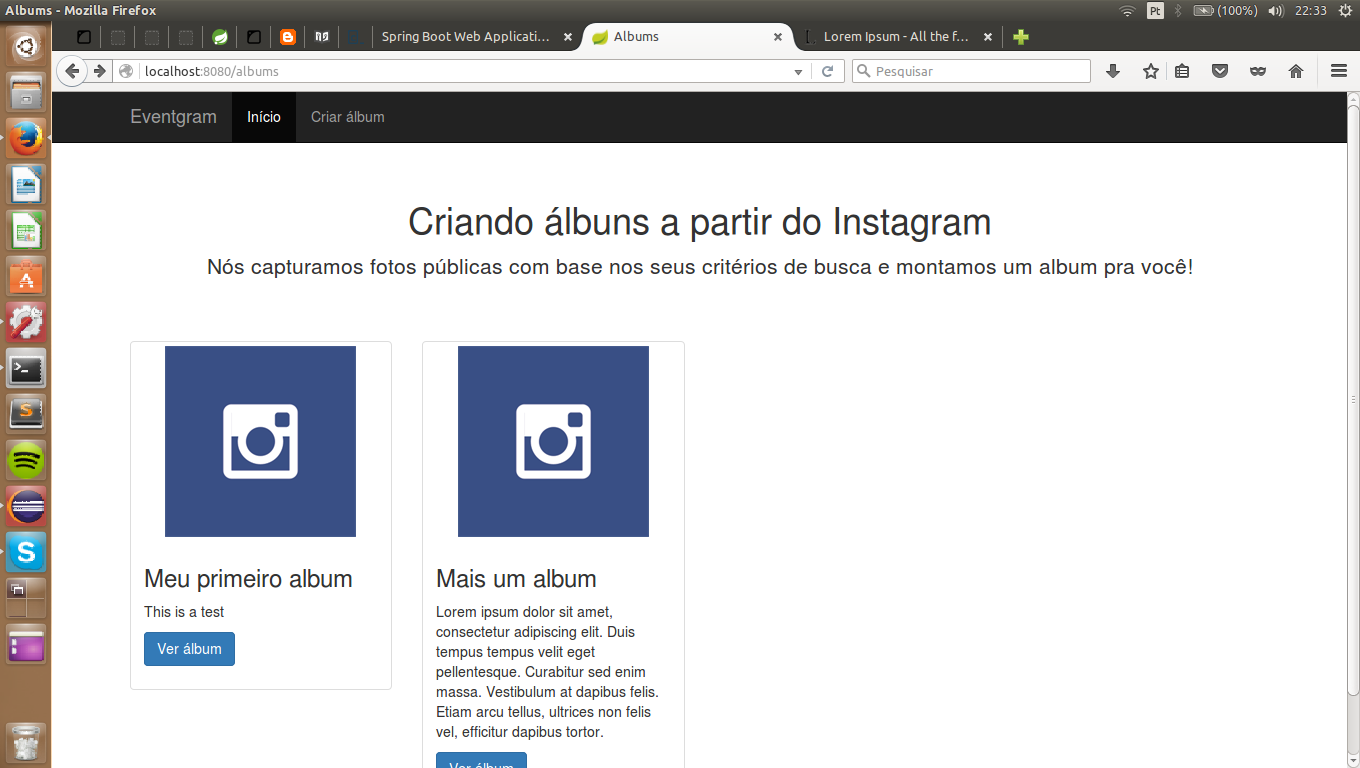 Albums - Mozilla Firefox
Pt
(100%)
22:33
Spring Boot Web Applicati...
Albums
Lorem Ipsum - All the f...
localhost:8080/albums
Pesquisar
Eventgram
Início
Criar álbum
Criando álbuns a partir do Instagram
Nós capturamos fotos públicas com base nos seus critérios de busca e montamos um album pra você!
Meu primeiro album
This is a test
Ver álbum
Mais um album
Lorem ipsum dolor sit amet,
consectetur adipiscing elit. Duis
tempus tempus velit eget
pellentesque. Curabitur sed enim
massa. Vestibulum at dapibus felis.
Etiam arcu tellus, ultrices non felis
vel, efficitur dapibus tortor.
Ver álbum